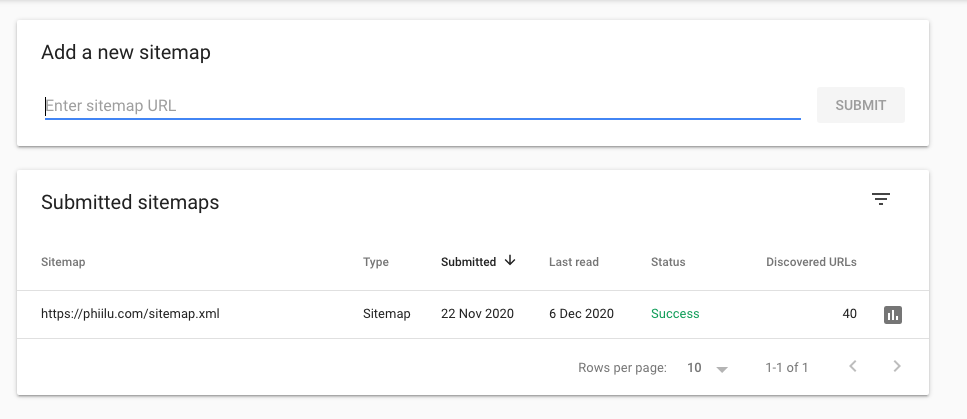 Add a new sitemap
Enter sitemap URL SUBMIT
Submitted sitemaps
Sitemap Type Submitted Last read Status Discovered URLs
https://phiilu.com/sitemap.xml Sitemap 22 Nov 2020 6 Dec 2020 Success 40
Rows per page: 10 1-1 of 1